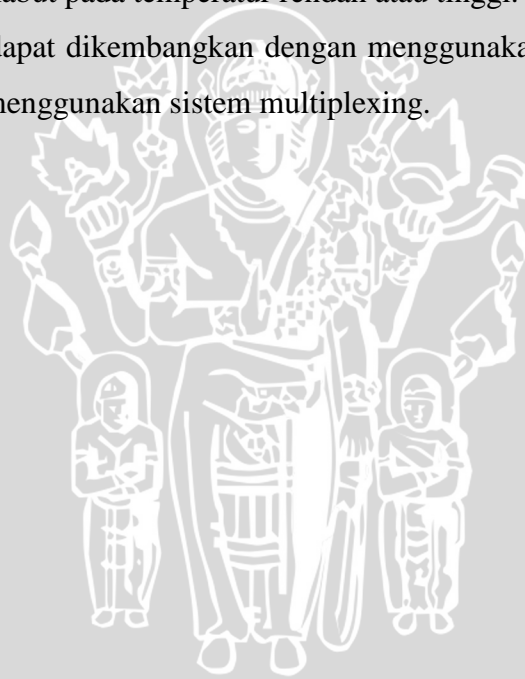 pada temperatur rendah atau tinggi.
dapat dikembangkan dengan
menggunakan sistem multiplexing.